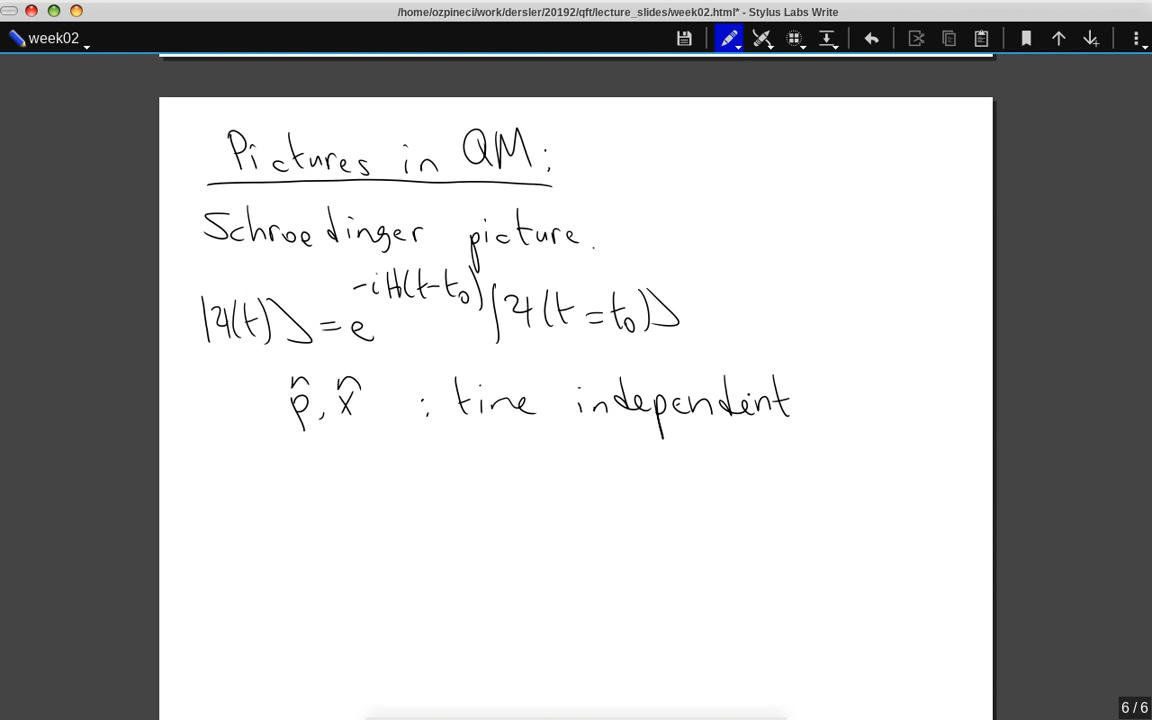 /home/ozpineci/work/dersler/20192/qft/lecture_slides/week02.html* - Stylus Labs Write
week02
Pictures in QM:
Schroedinger picture.
|Ψ(t)> = e^{-iH(t-t₀)} |Ψ(t=t₀)>
p̂, x̂ : time independent
6 / 6